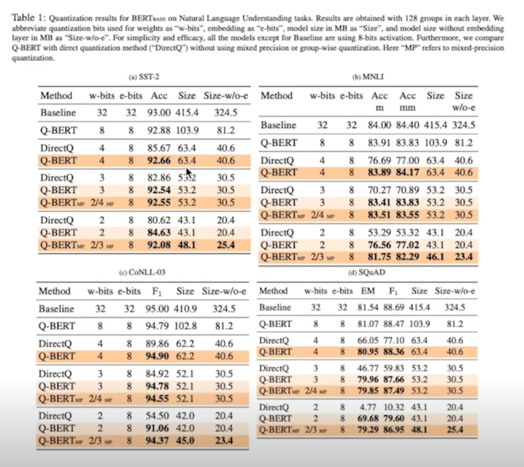 Table 1: Quantization results for BERTBASE on Natural Language Understanding tasks. Results are obtained with 128 groups in each layer. We
abbreviate quantization bits used for weights as "w-bits", embedding as "e-bits", model size in MB as "Size", and model size without embedding
layer in MB as "Size-w/o-e". For simplicity and efficacy, all the models except for Baseline are using 8-bits activation. Furthermore, we compare
Q-BERT with direct quantization method ("DirectQ") without using mixed precision or group-wise quantization. Here "MP" refers to mixed-precision
quantization.
(a) SST-2
Method w-bits e-bits Acc Size Size-w/o-e
Baseline 32 32 93.00 415.4 324.5
Q-BERT 8 8 92.88 103.9 81.2
DirectQ 4 8 85.67 63.4 40.6
Q-BERT 4 8 92.66 63.4 40.6
DirectQ 3 8 82.86 53.2 30.5
Q-BERT 3 8 92.54 53.2 30.5
Q-BERTMP 2/4 MP 8 92.55 53.2 30.5
DirectQ 2 8 80.62 43.1 20.4
Q-BERT 2 8 84.63 43.1 20.4
Q-BERTMP 2/3 MP 8 92.08 48.1 25.4
(b) MNLI
Method w-bits e-bits Acc Acc Size Size
m mm w/o-e
Baseline 32 32 84.00 84.40 415.4 324.5
Q-BERT 8 8 83.91 83.83 103.9 81.2
DirectQ 4 8 76.69 77.00 63.4 40.6
Q-BERT 4 8 83.89 84.17 63.4 40.6
DirectQ 3 8 70.27 70.89 53.2 30.5
Q-BERT 3 8 83.41 83.83 53.2 30.5
Q-BERTMP 2/4 MP 8 83.51 83.55 53.2 30.5
DirectQ 2 8 53.29 53.32 43.1 20.4
Q-BERT 2 8 76.56 77.02 43.1 20.4
Q-BERTMP 2/3 MP 8 81.75 82.29 46.1 23.4
(c) CoNLL-03
Method w-bits e-bits F1 Size Size-w/o-e
Baseline 32 32 95.00 410.9 324.5
Q-BERT 8 8 94.79 102.8 81.2
DirectQ 4 8 89.86 62.2 40.6
Q-BERT 4 8 94.90 62.2 40.6
DirectQ 3 8 84.92 52.1 30.5
Q-BERT 3 8 94.78 52.1 30.5
Q-BERTMP 2/4 MP 8 94.55 52.1 30.5
DirectQ 2 8 54.50 42.0 20.4
Q-BERT 2 8 91.06 42.0 20.4
Q-BERTMP 2/3 MP 8 94.37 45.0 23.4
(d) SQuAD
Method w-bits e-bits EM F1 Size Size-w/o-e
Baseline 32 32 81.54 88.69 415.4 324.5
Q-BERT 8 8 81.07 88.47 103.9 81.2
DirectQ 4 8 66.05 77.10 63.4 40.6
Q-BERT 4 8 80.95 88.36 63.4 40.6
DirectQ 3 8 46.77 59.83 53.2 30.5
Q-BERT 3 8 79.96 87.66 53.2 30.5
Q-BERTMP 2/4 MP 8 79.85 87.49 53.2 30.5
DirectQ 2 8 4.77 10.32 43.1 20.4
Q-BERT 2 8 69.68 79.60 43.1 20.4
Q-BERTMP 2/3 MP 8 79.29 86.95 48.1 25.4